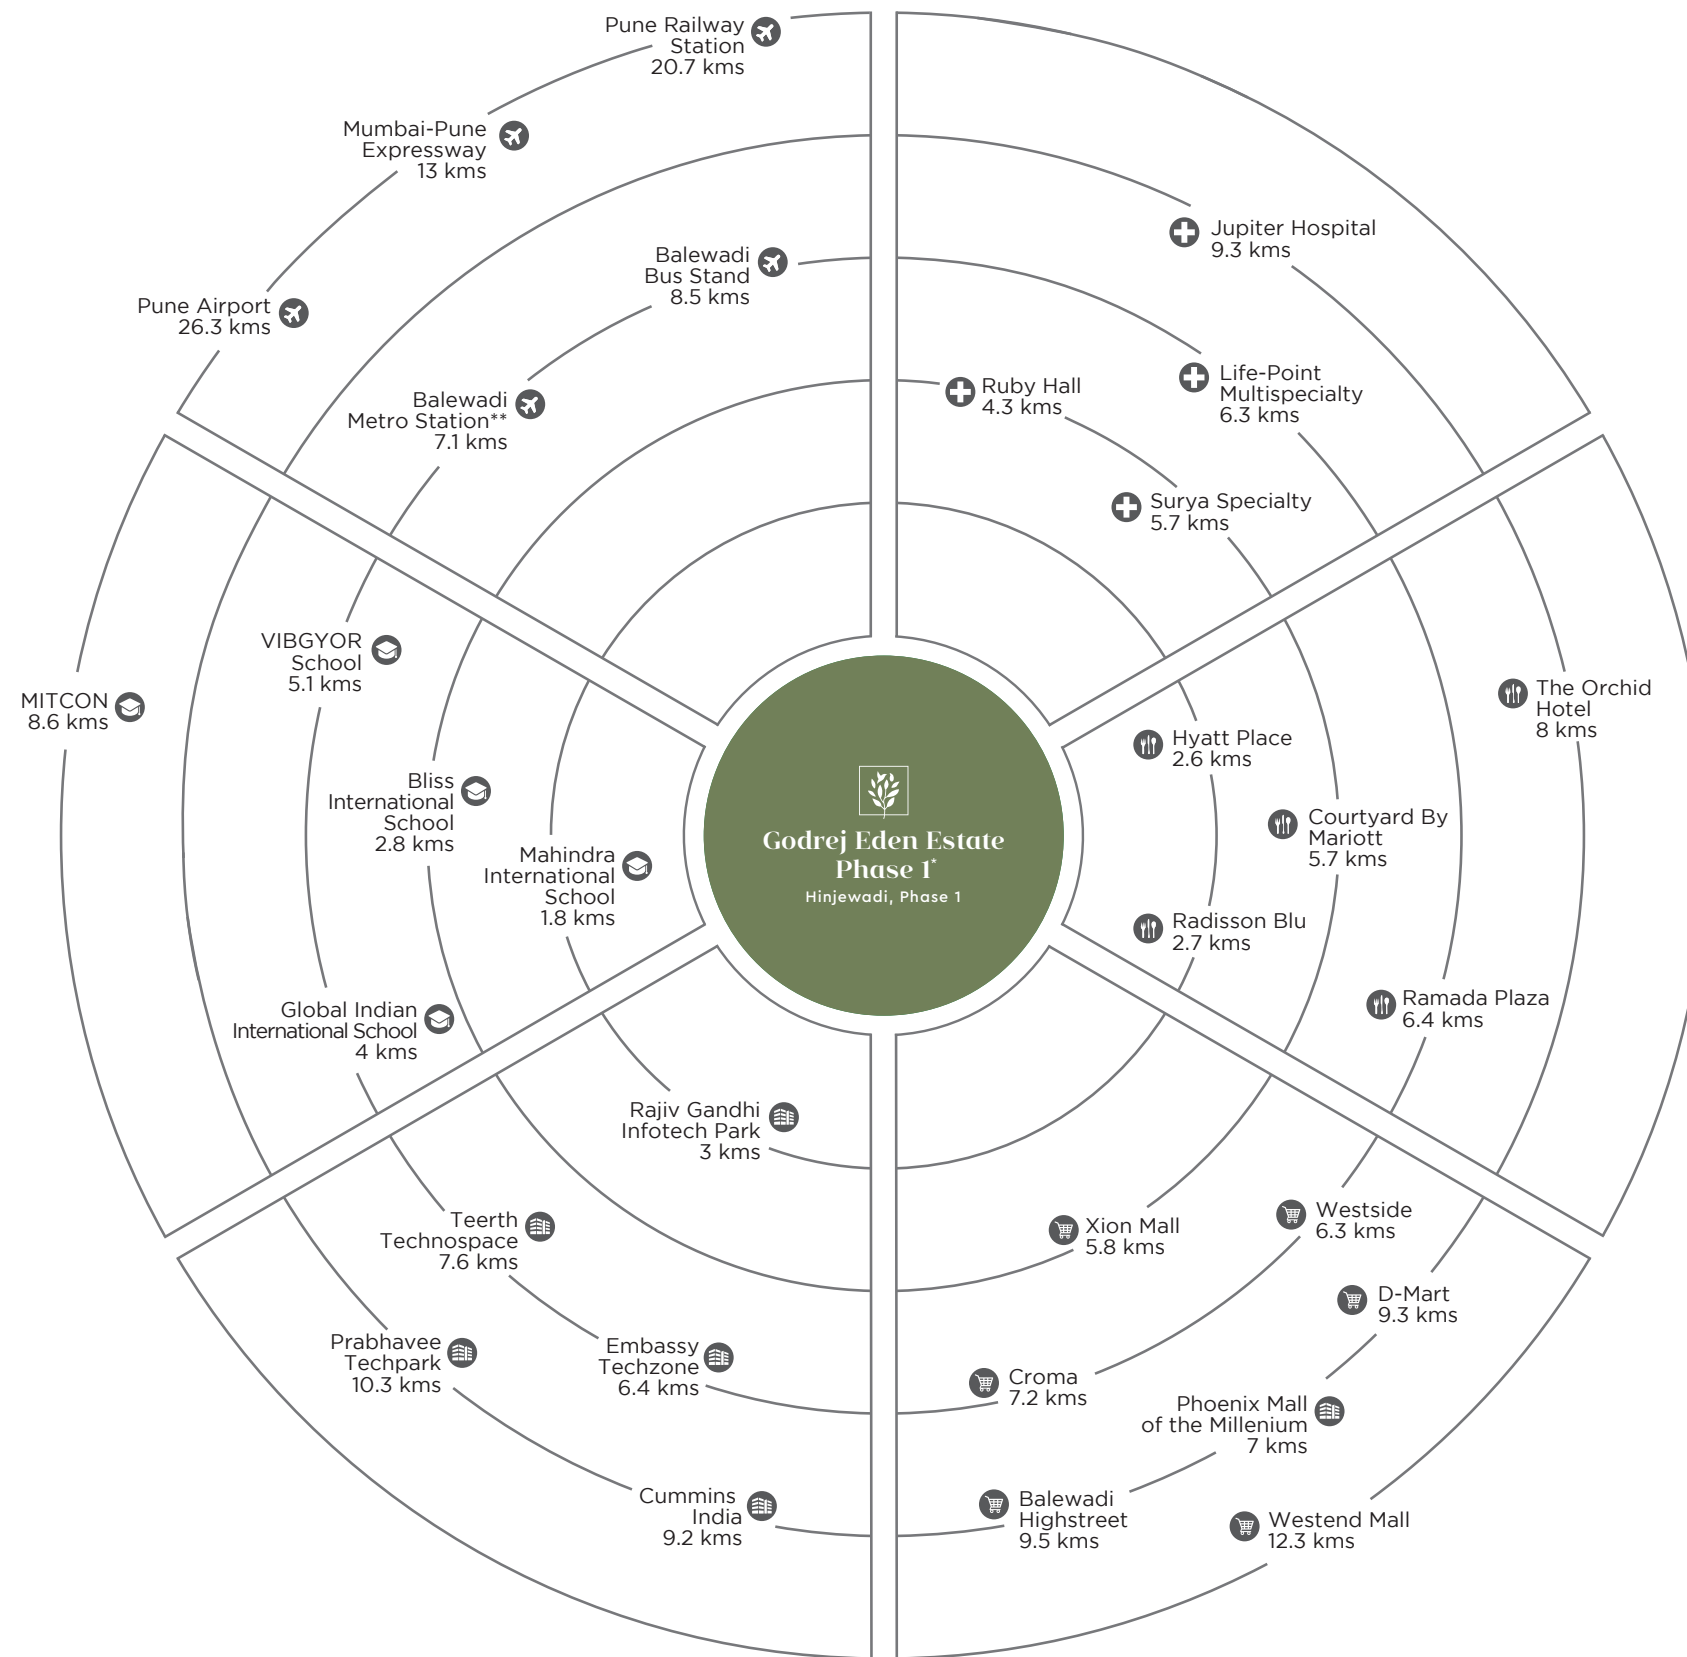 Pune Railway
Station
20.7 kms
Mumbai-Pune
Expressway
13 kms
Pune Airport
26.3 kms
Balewadi
Bus Stand
8.5 kms
Balewadi
Metro Station**
7.1 kms
Jupiter Hospital
9.3 kms
Life-Point
Multispecialty
6.3 kms
Ruby Hall
4.3 kms
Surya Specialty
5.7 kms
VIBGYOR
School
5.1 kms
MITCON
8.6 kms
Bliss
International
School
2.8 kms
Mahindra
International
School
1.8 kms
Global Indian
International School
4 kms
Godrej Eden Estate
Phase 1*
Hinjewadi, Phase 1
The Orchid
Hotel
8 kms
Hyatt Place
2.6 kms
Courtyard By
Mariott
5.7 kms
Radisson Blu
2.7 kms
Ramada Plaza
6.4 kms
Rajiv Gandhi
Infotech Park
3 kms
Teerth
Technospace
7.6 kms
Prabhavee
Techpark
10.3 kms
Embassy
Techzone
6.4 kms
Cummins
India
9.2 kms
Xion Mall
5.8 kms
Westside
6.3 kms
D-Mart
9.3 kms
Croma
7.2 kms
Phoenix Mall
of the Millenium
7 kms
Balewadi
Highstreet
9.5 kms
Westend Mall
12.3 kms